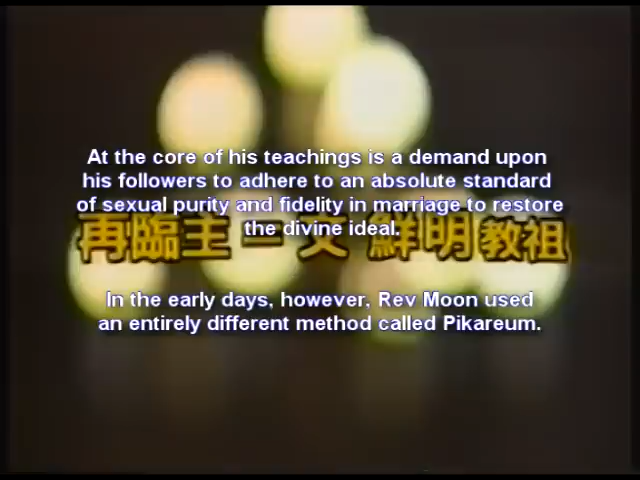 At the core of his teachings is a demand upon
his followers to adhere to an absolute standard
of sexual purity and fidelity in marriage to restore
the divine ideal.
再臨主 = 文 鮮明教祖
In the early days, however, Rev Moon used
an entirely different method called Pikareum.